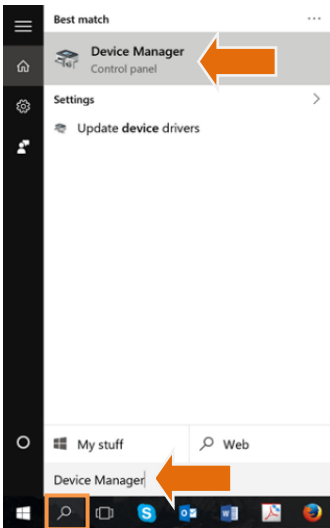 Best match
Device Manager
Control panel
Settings
Update device drivers
My stuff
Web
Device Manager